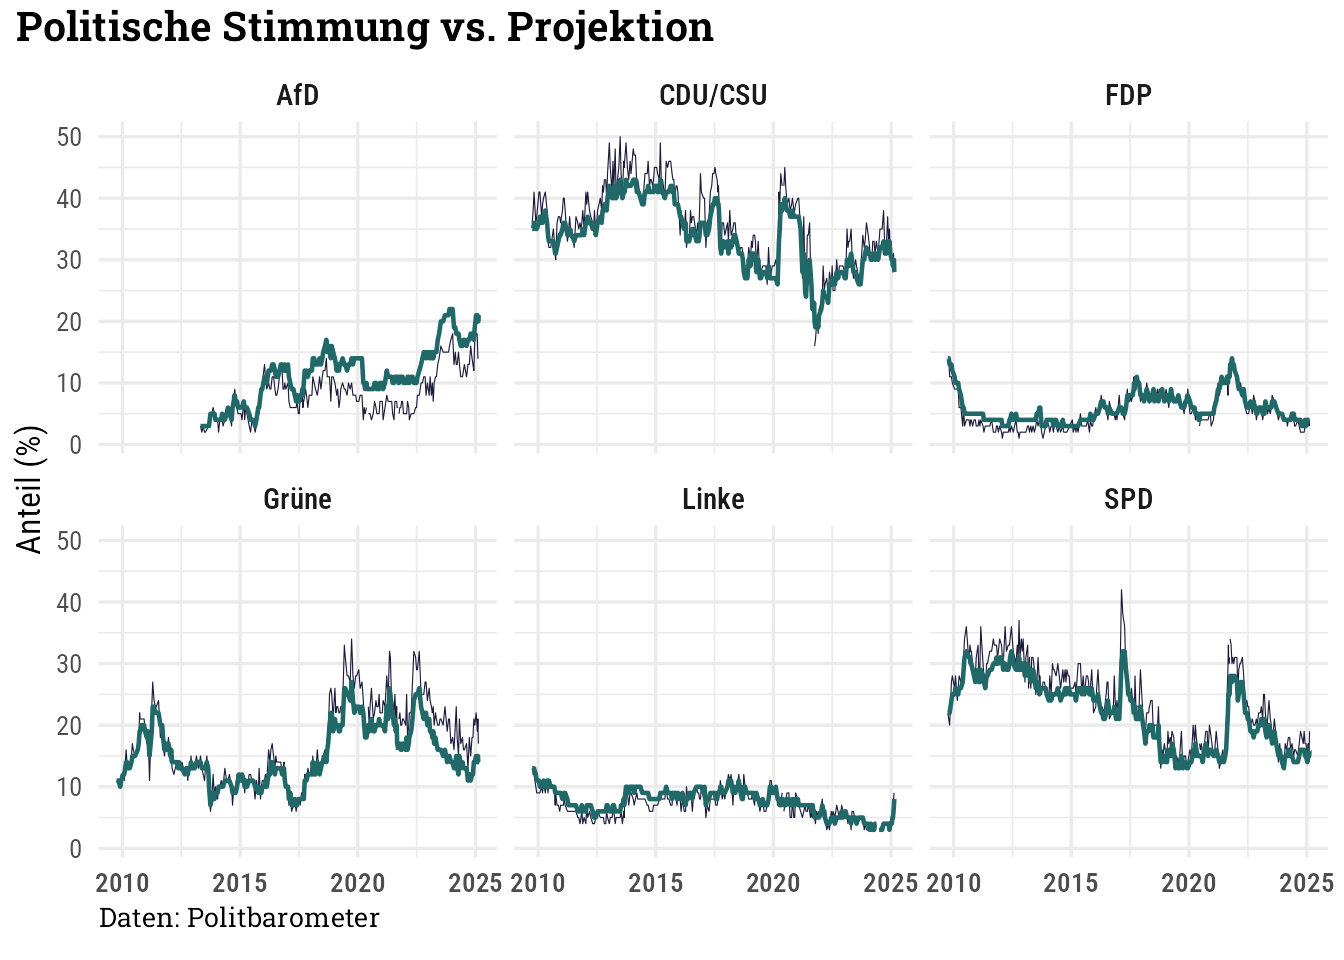 Politische Stimmung vs. Projektion
AfD
CDU/CSU
FDP
50
40
30
20
10
0
Anteil (%)
Grüne
Linke
SPD
50
40
30
20
10
0
2010 2015 2020 2025
2010 2015 2020 2025
2010 2015 2020 2025
Daten: Politbarometer